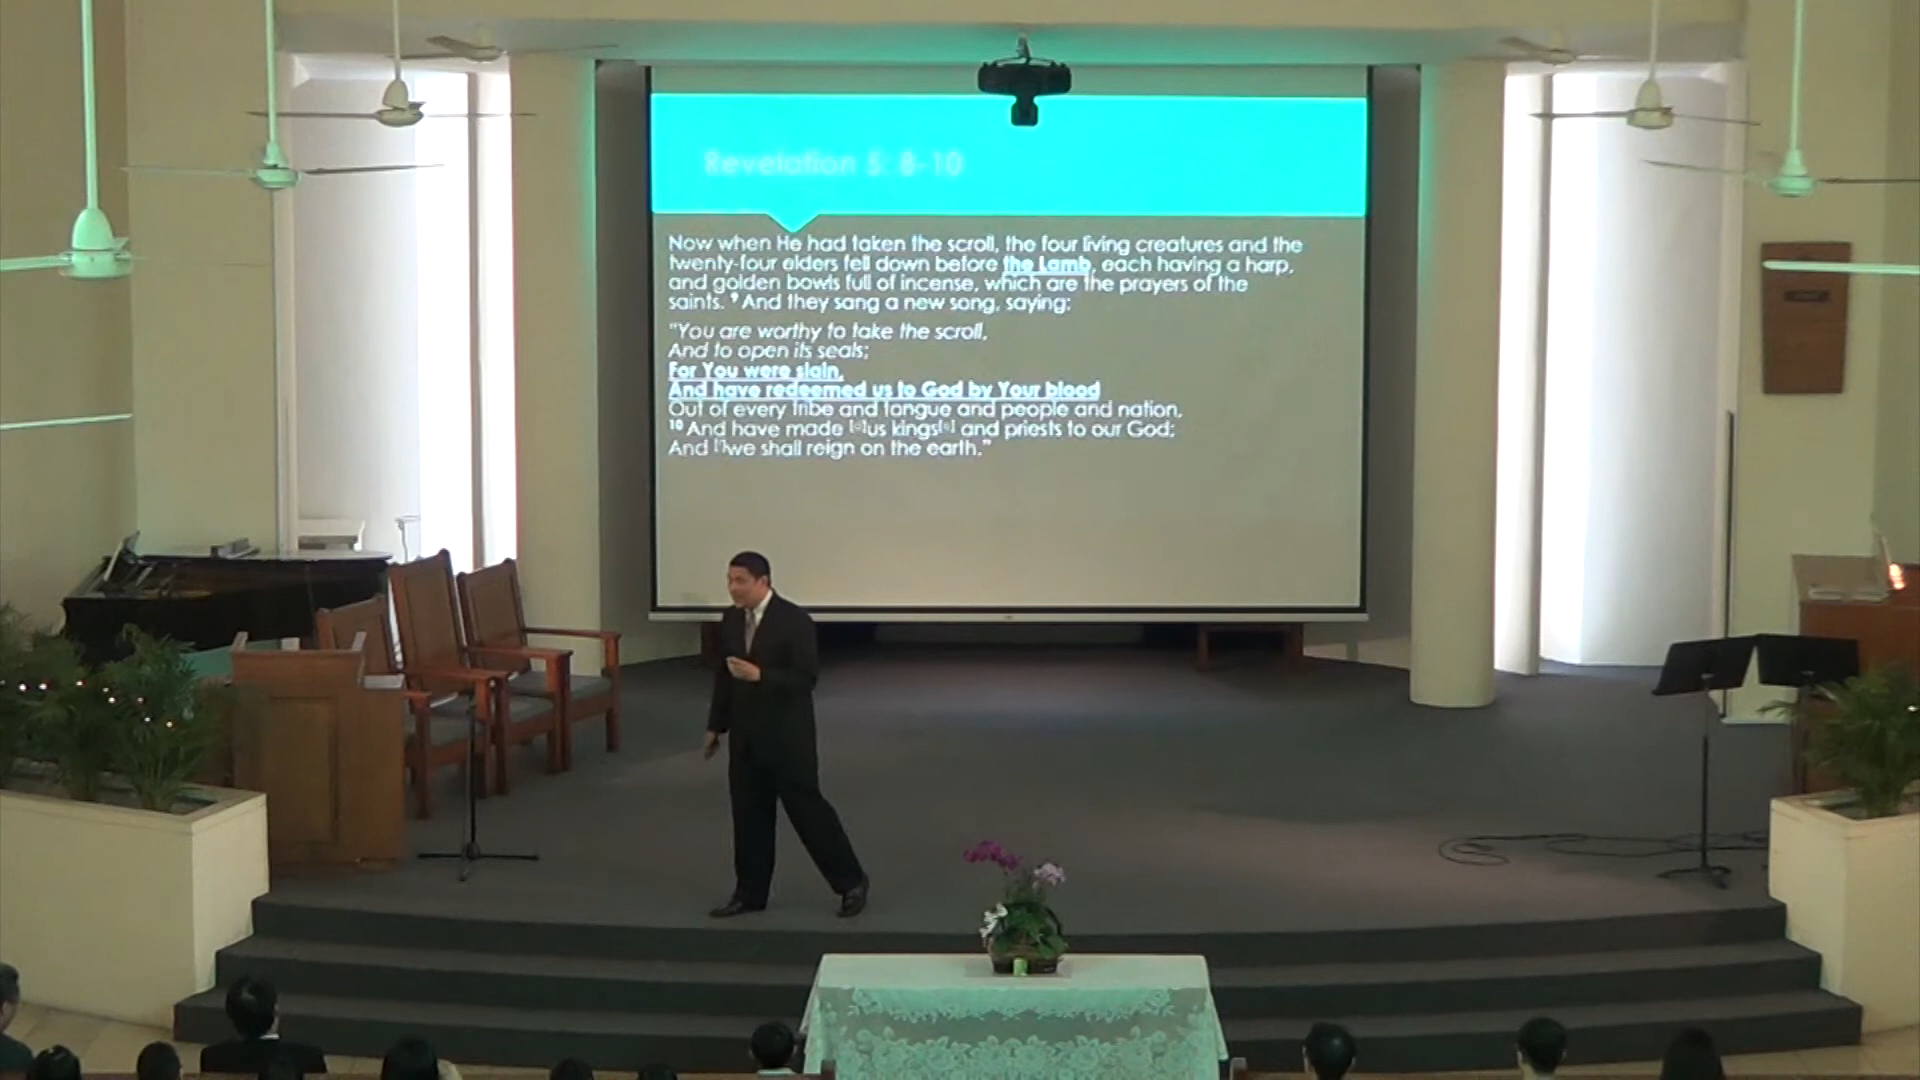 Revelation 5: 8-10
Now when He had taken the scroll, the four living creatures and the
twenty-four elders fell down before the Lamb, each having a harp,
and golden bowls full of incense, which are the prayers of the
saints. ⁹ And they sang a new song, saying:
"You are worthy to take the scroll,
And to open its seals;
For You were slain,
And have redeemed us to God by Your blood
Out of every tribe and tongue and people and nation,
¹⁰ And have made us kings and priests to our God;
And we shall reign on the earth."